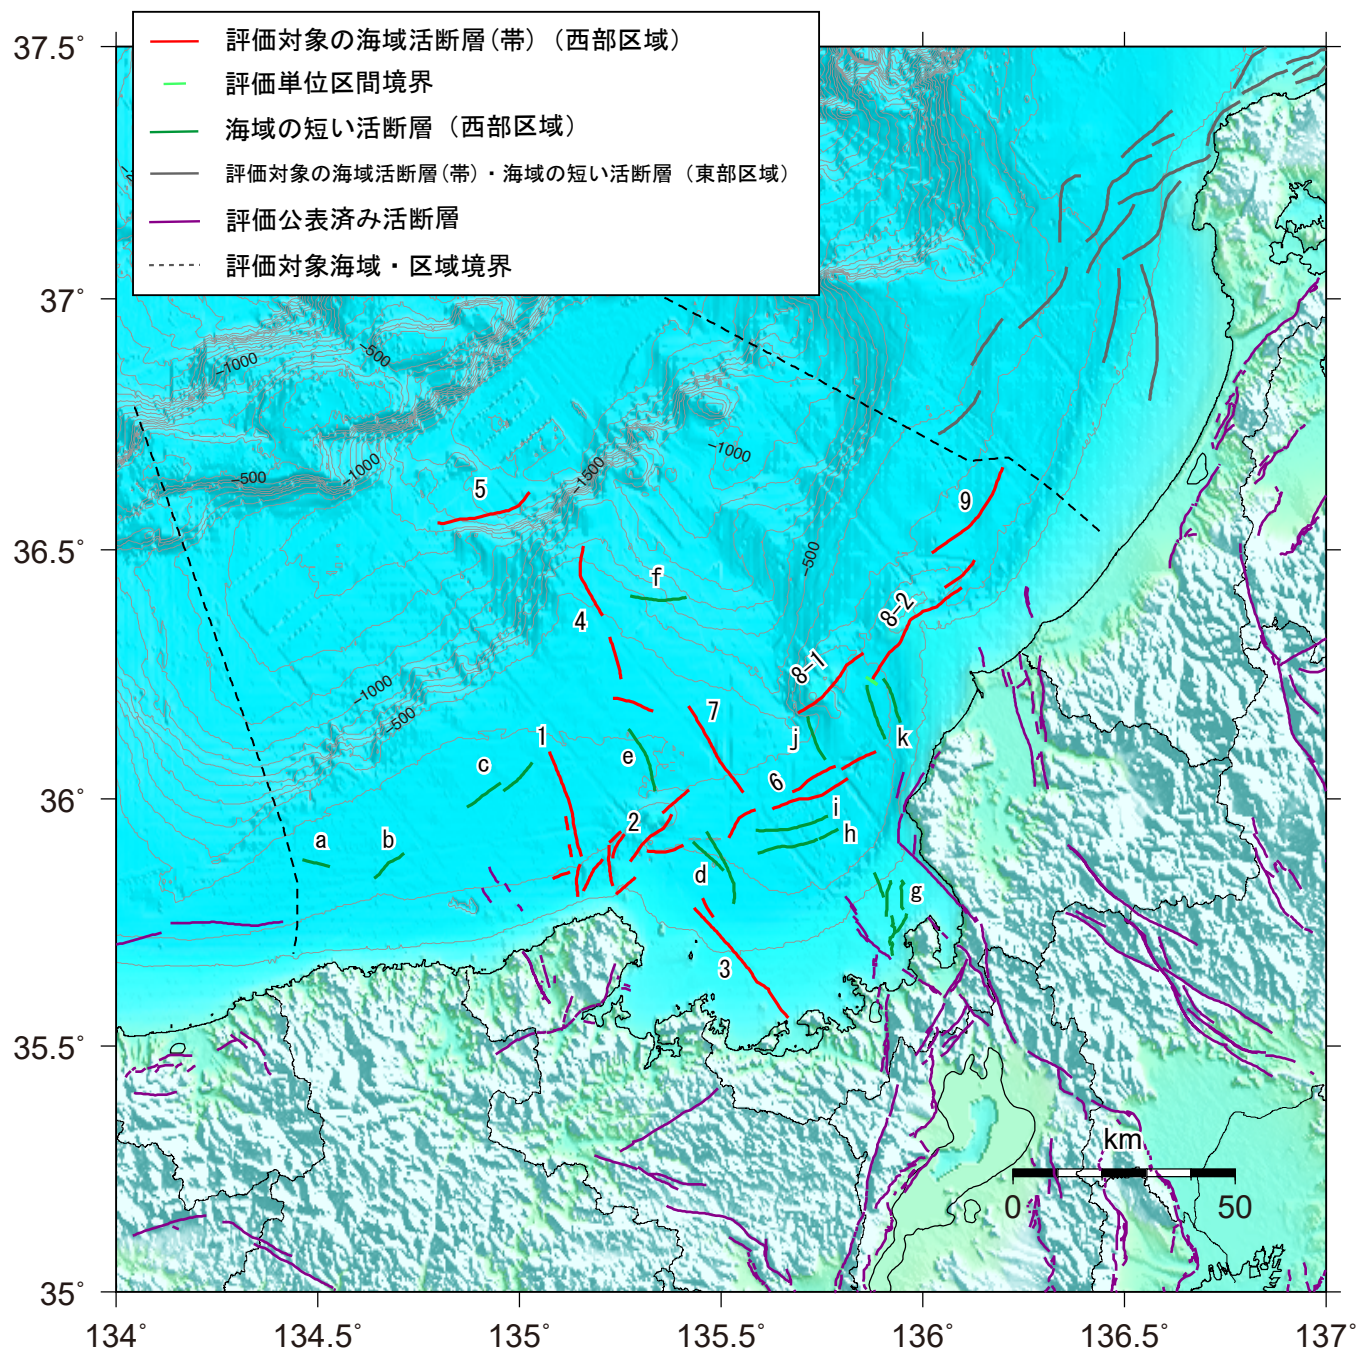 評価対象の海域活断層(帯)(西部区域)
評価単位区間境界
海域の短い活断層(西部区域)
評価対象の海域活断層(帯)・海域の短い活断層(東部区域)
評価公表済み活断層
評価対象海域・区域境界
37.5°
37°
36.5°
36°
35.5°
35°
134°
134.5°
135°
135.5°
136°
136.5°
137°
−1000
−500
−500
−1000
−1500
−1000
−500
−1000
−500
5
9
f
4
8-2
8-1
7
1
e
j
k
c
6
2
i
h
a
b
d
g
3
km
0
50